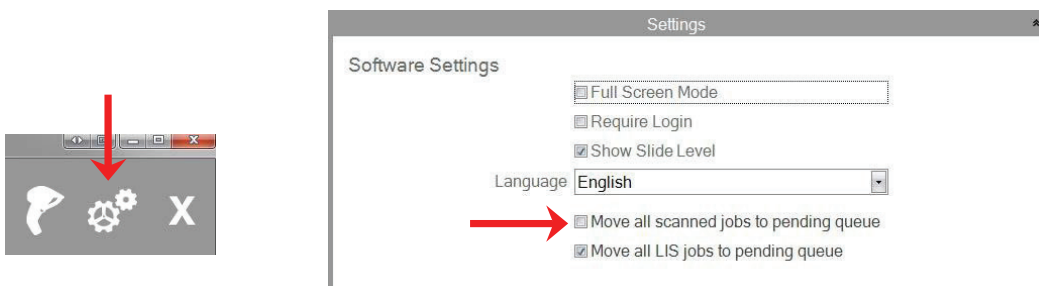 Settings
Software Settings
Full Screen Mode
Require Login
Show Slide Level
Language English
Move all scanned jobs to pending queue
Move all LIS jobs to pending queue
X